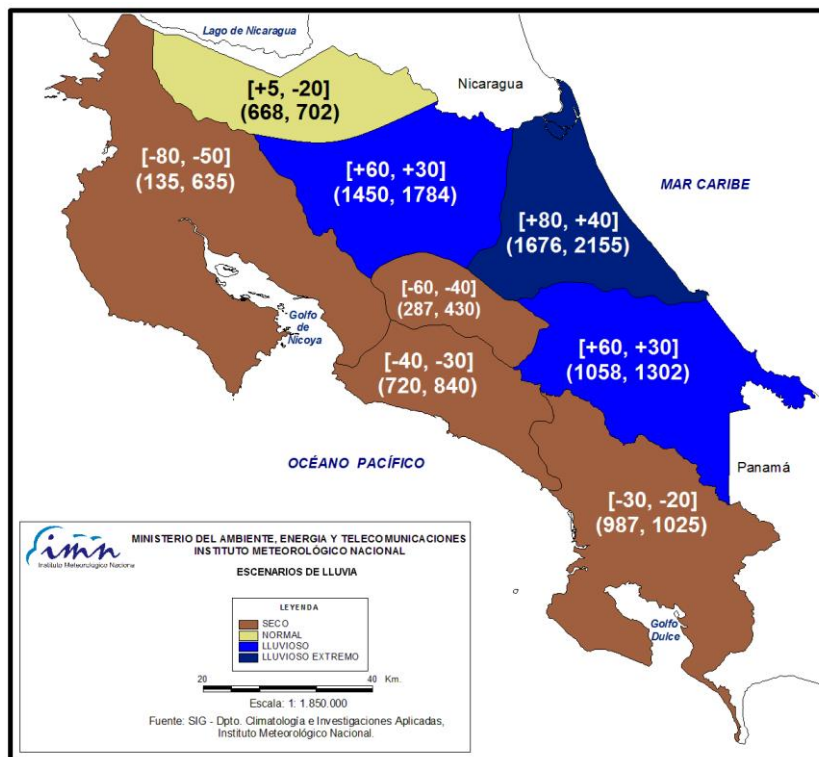 Lago de Nicaragua
Nicaragua
[+5, -20]
(668, 702)
[-80, -50]
(135, 635)
[+60, +30]
(1450, 1784)
MAR CARIBE
[+80, +40]
(1676, 2155)
[-60, -40]
(287, 430)
Golfo
de
Nicoya
[-40, -30]
(720, 840)
[+60, +30]
(1058, 1302)
OCÉANO PACÍFICO
Panamá
[-30, -20]
(987, 1025)
Golfo
Dulce
imn
Instituto Meteorológico Nacional
MINISTERIO DEL AMBIENTE, ENERGIA Y TELECOMUNICACIONES
INSTITUTO METEOROLÓGICO NACIONAL
ESCENARIOS DE LLUVIA
LEYENDA
SECO
NORMAL
LLUVIOSO
LLUVIOSO EXTREMO
20 0 40 Km.
Escala: 1: 1.850.000
Fuente: SIG - Dpto. Climatología e Investigaciones Aplicadas,
Instituto Meteorológico Nacional.